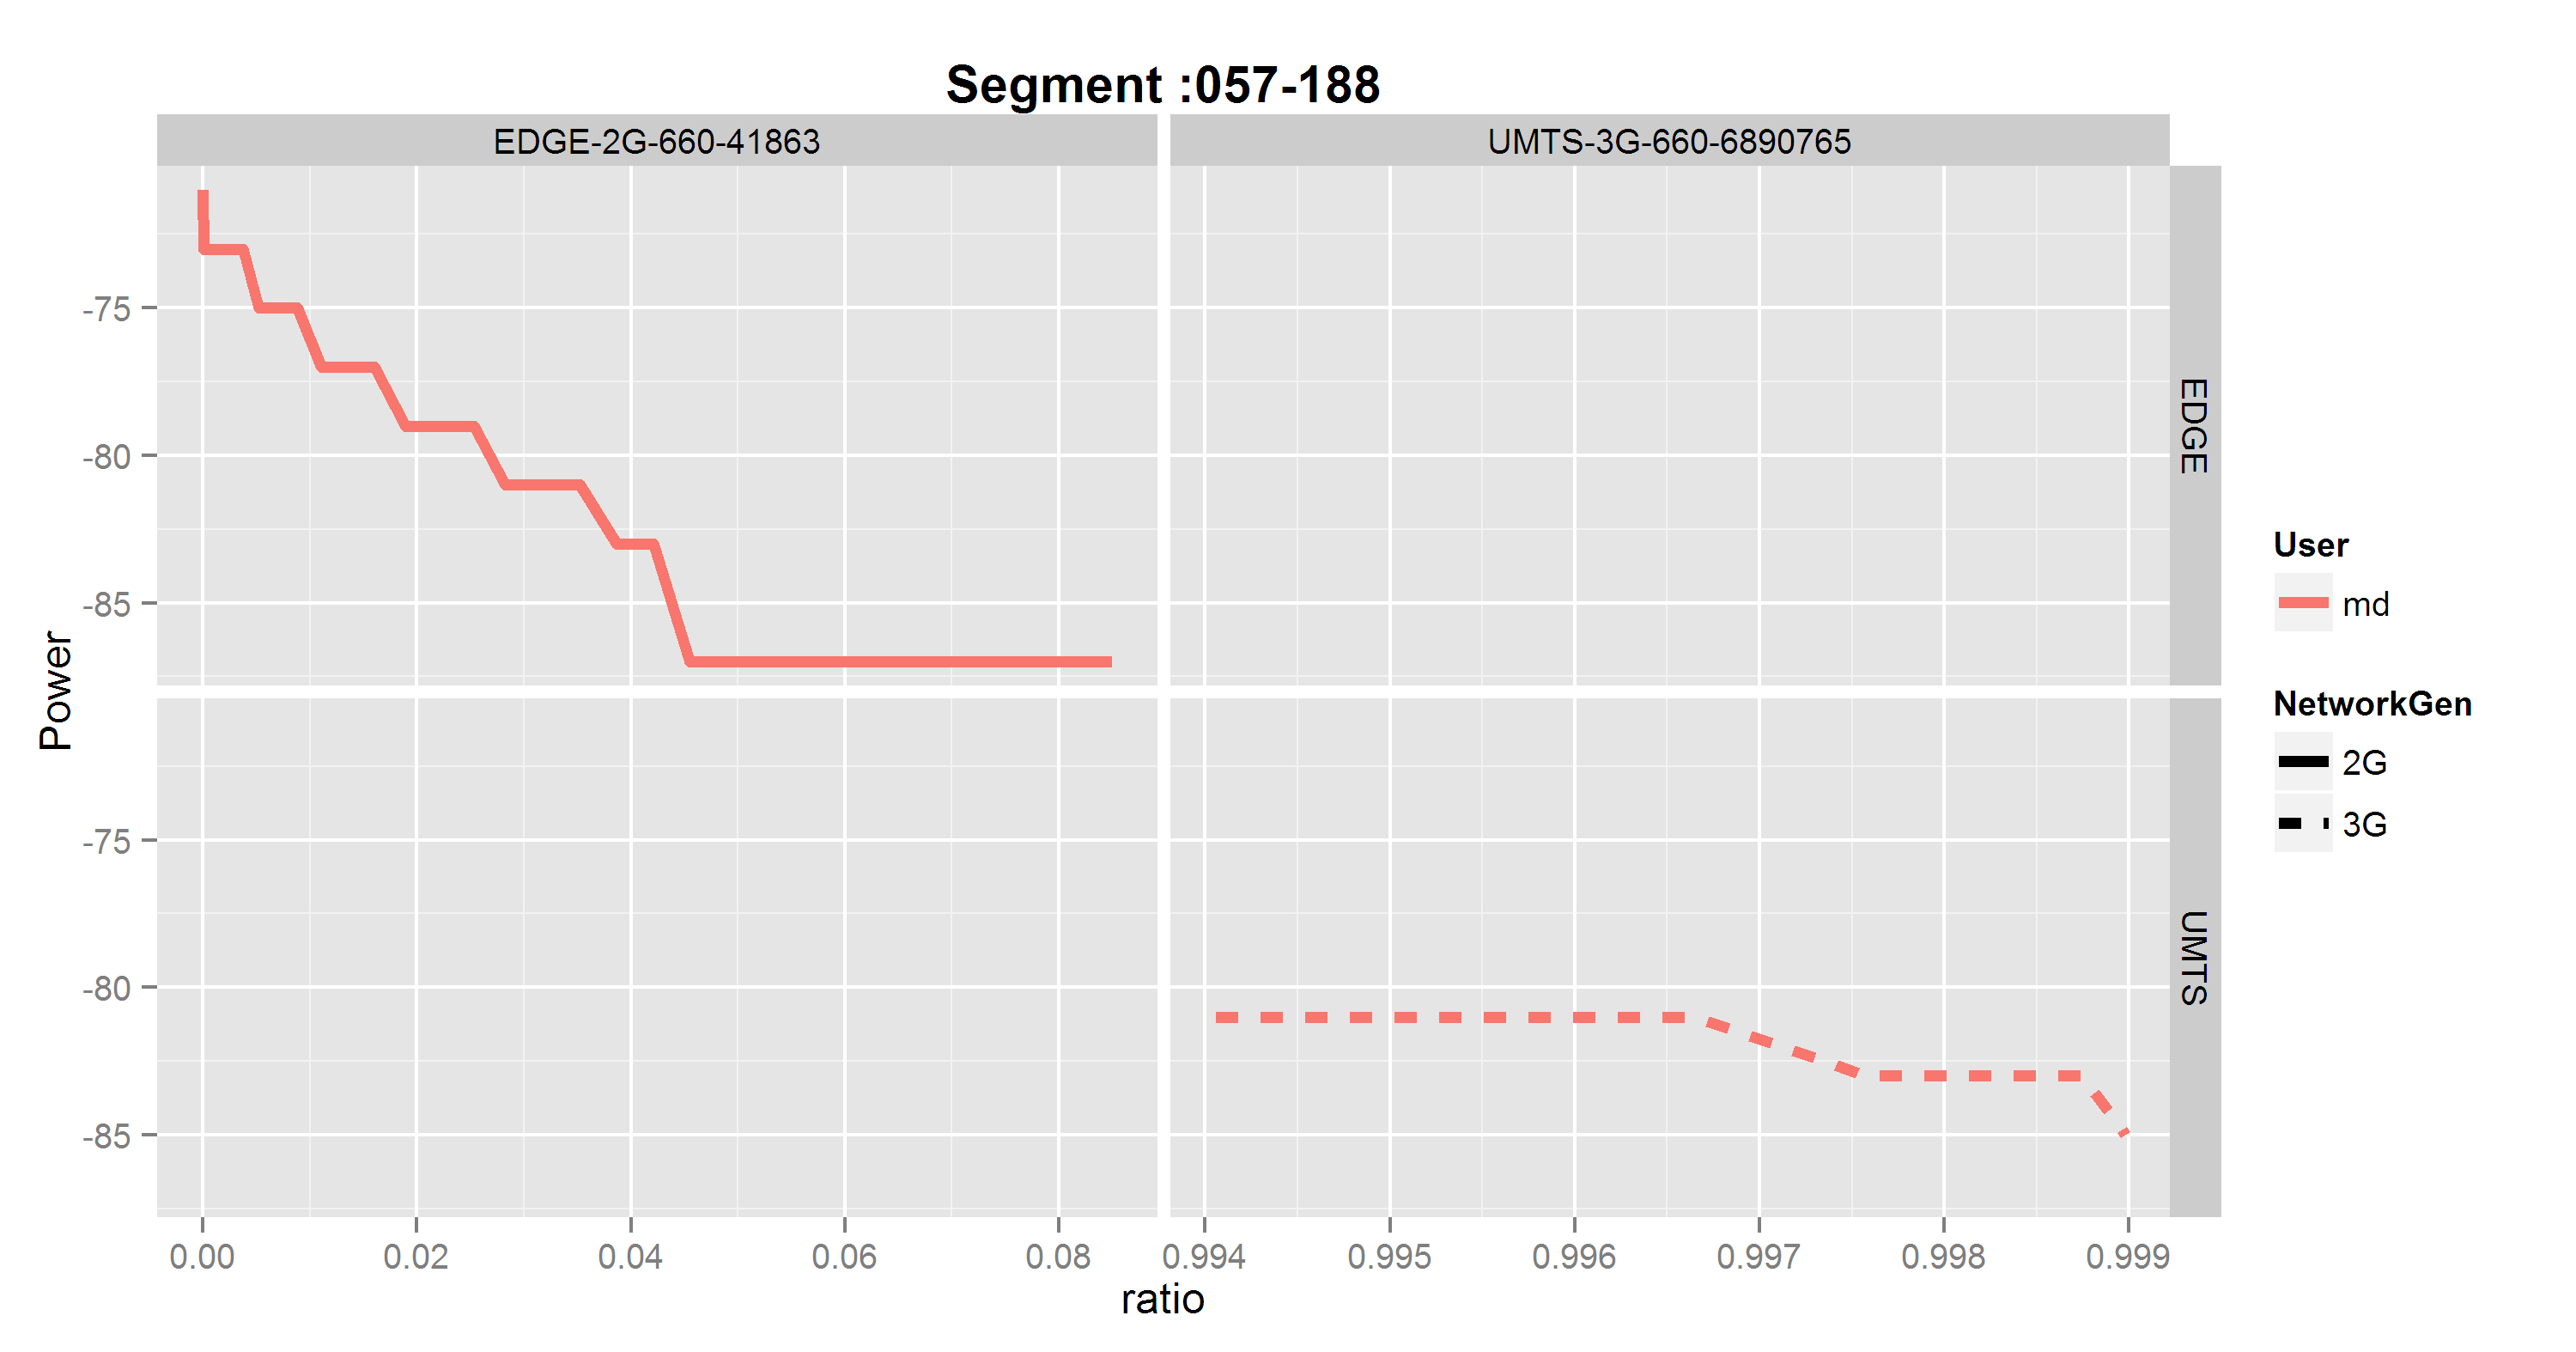 Segment :057-188
EDGE-2G-660-41863
UMTS-3G-660-6890765
-75
-80
-85
EDGE
-75
-80
-85
UMTS
Power
0.00
0.02
0.04
0.06
0.08
0.994
0.995
0.996
0.997
0.998
0.999
ratio
User
md
NetworkGen
2G
3G